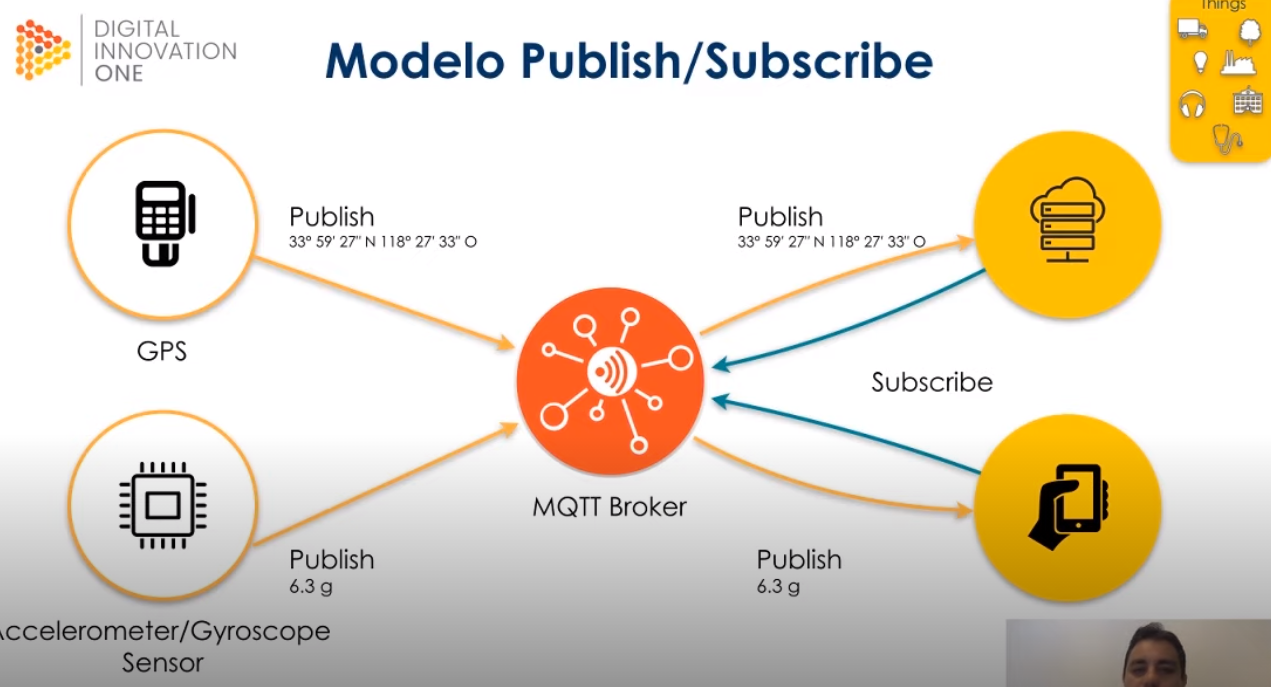 DIGITAL
INNOVATION
ONE
Modelo Publish/Subscribe
Things
Publish
33° 59' 27" N 118° 27' 33" O
Publish
33° 59' 27" N 118° 27' 33" O
GPS
Subscribe
MQTT Broker
Publish
6.3 g
Publish
6.3 g
Accelerometer/Gyroscope
Sensor